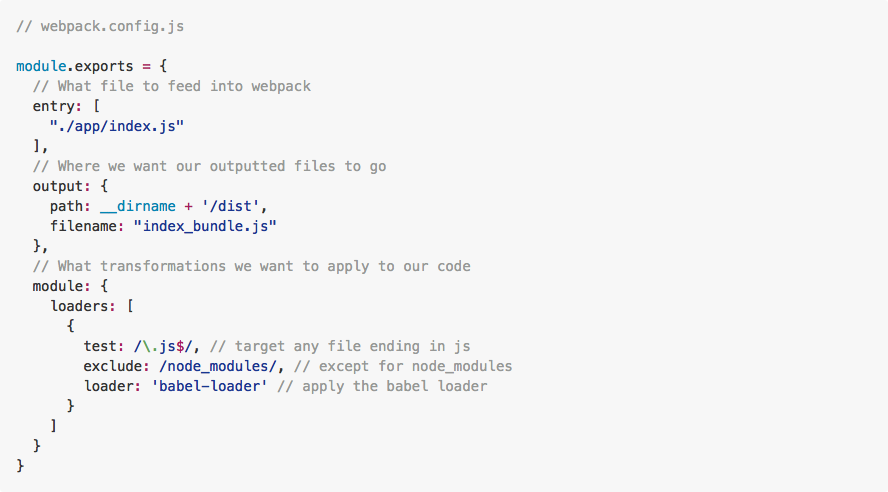 // webpack.config.js

module.exports = {
  // What file to feed into webpack
  entry: [
    "./app/index.js"
  ],
  // Where we want our outputted files to go
  output: {
    path: __dirname + '/dist',
    filename: "index_bundle.js"
  },
  // What transformations we want to apply to our code
  module: {
    loaders: [
      {
        test: /\.js$/, // target any file ending in js
        exclude: /node_modules/, // except for node_modules
        loader: 'babel-loader' // apply the babel loader
      }
    ]
  }
}